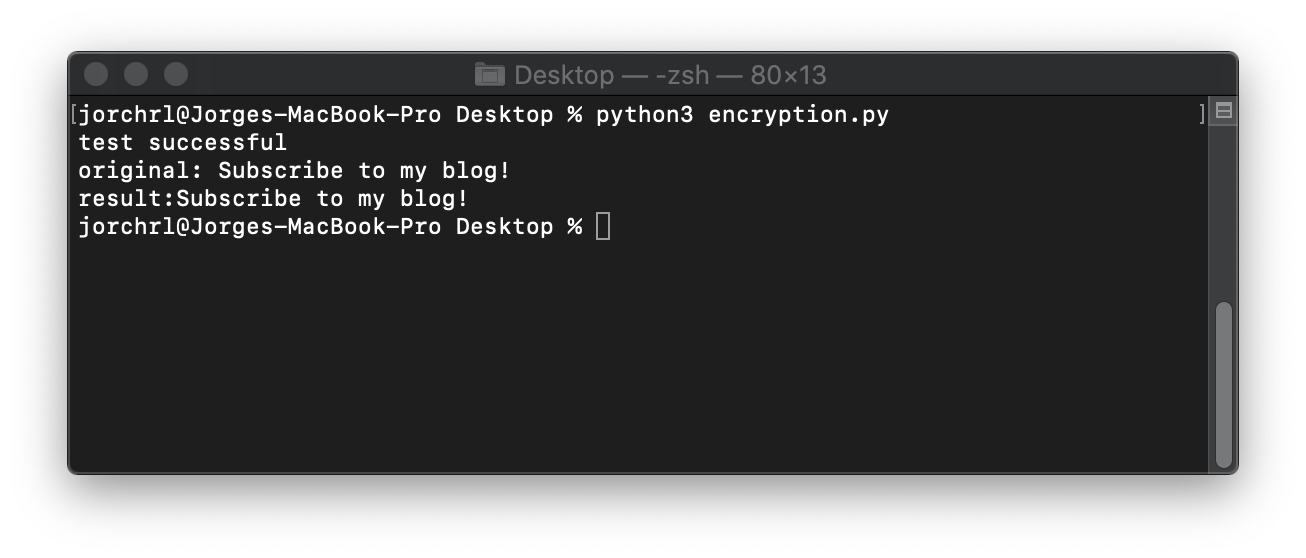 Desktop — -zsh — 80×13
[jorchrl@Jorges-MacBook-Pro Desktop % python3 encryption.py ]
test successful
original: Subscribe to my blog!
result:Subscribe to my blog!
jorchrl@Jorges-MacBook-Pro Desktop %